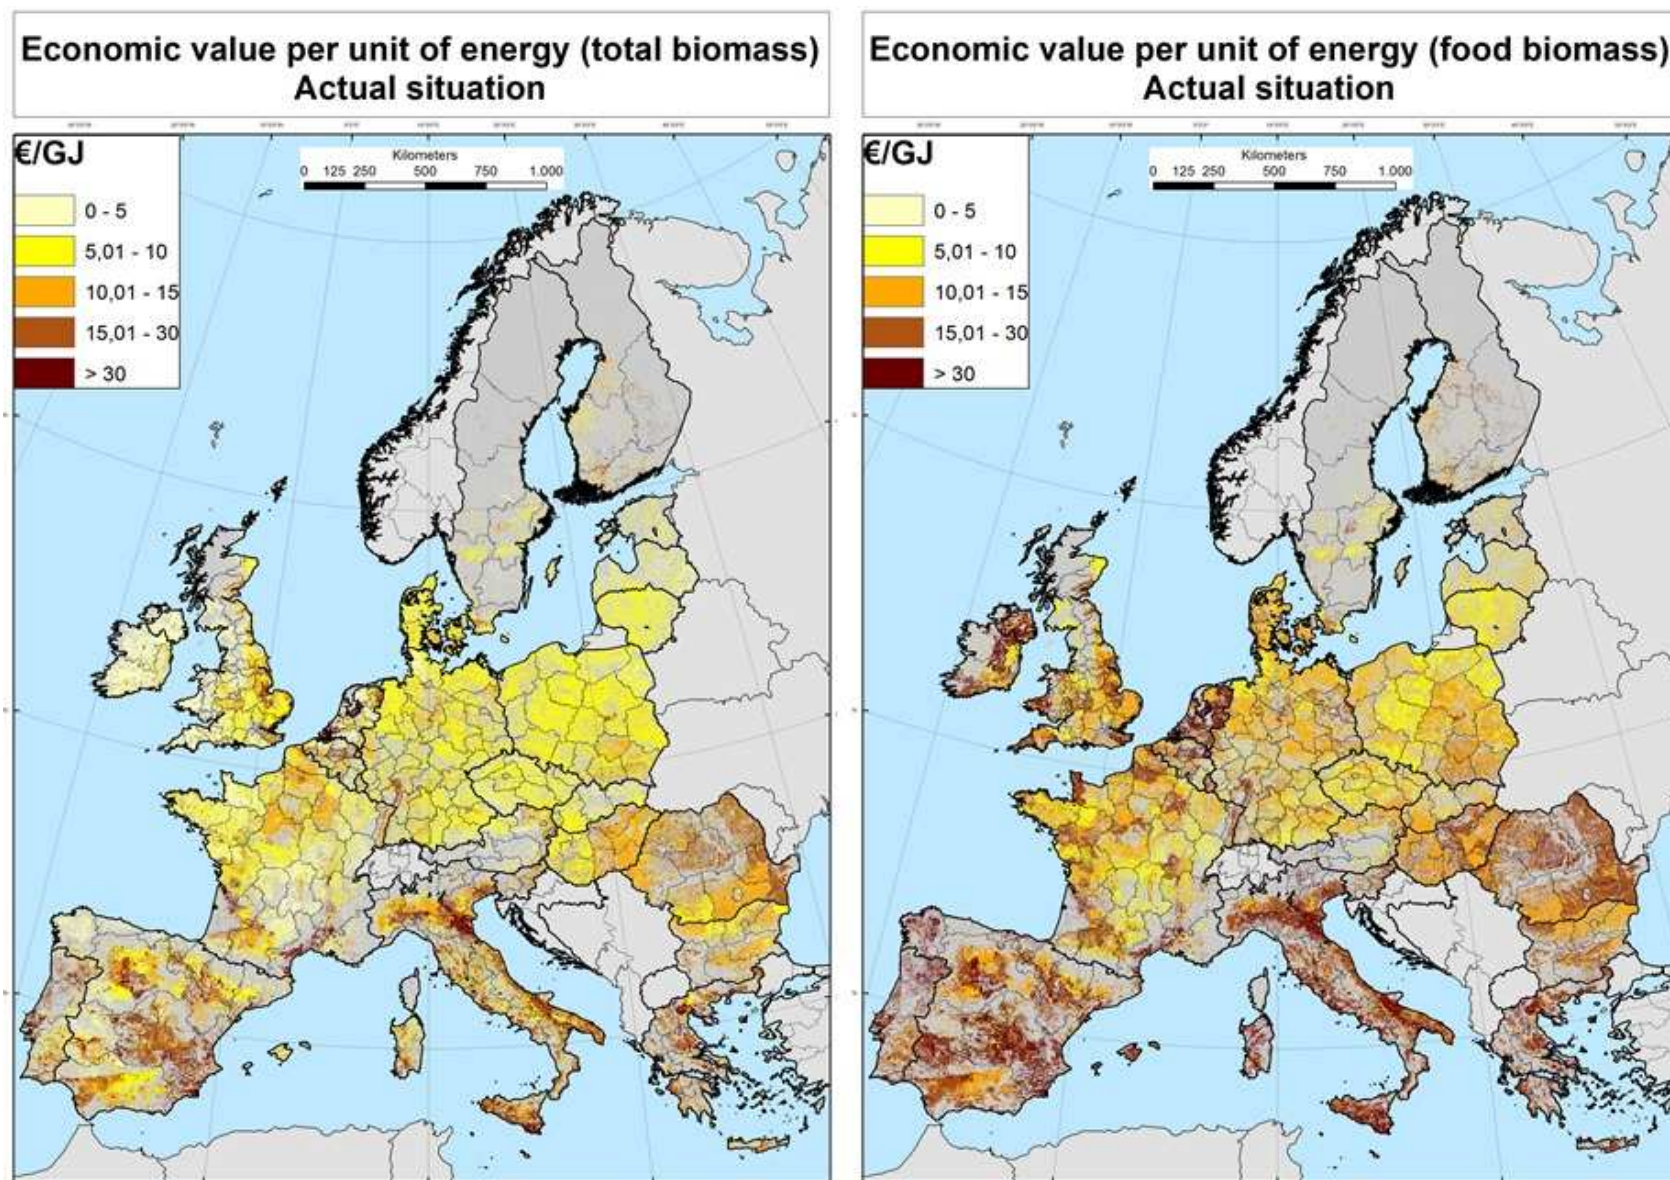 Economic value per unit of energy (total biomass)
Actual situation
€/GJ
0 - 5
5,01 - 10
10,01 - 15
15,01 - 30
> 30
Kilometers
0 125 250 500 750 1.000
Economic value per unit of energy (food biomass)
Actual situation
€/GJ
0 - 5
5,01 - 10
10,01 - 15
15,01 - 30
> 30
Kilometers
0 125 250 500 750 1.000